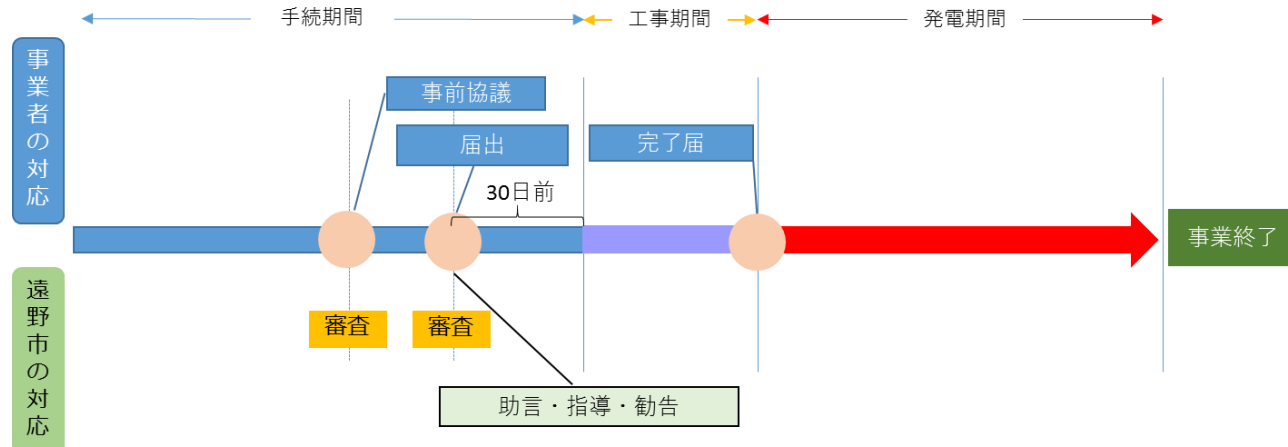 手続期間
工事期間
発電期間
事業者の対応
事前協議
届出
完了届
30日前
事業終了
遠野市の対応
審査
審査
助言・指導・勧告